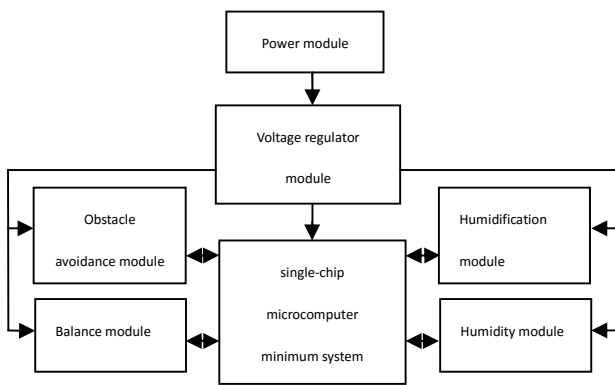 Power module
Voltage regulator
module
Obstacle
avoidance module
Humidification
module
single-chip
microcomputer
minimum system
Balance module
Humidity module